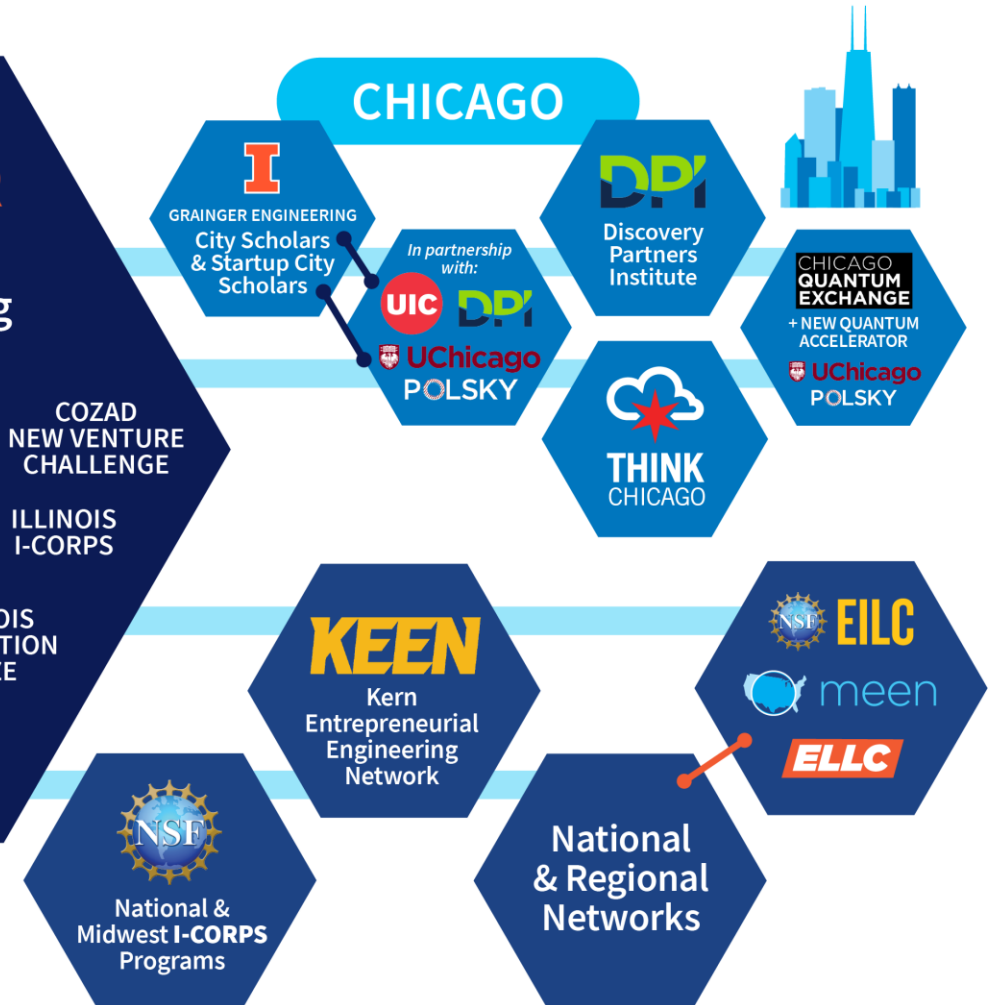 CHICAGO
I
GRAINGER ENGINEERING
City Scholars
& Startup City
Scholars
In partnership
with:
UIC DPI
UChicago
POLSKY
DPI
Discovery
Partners
Institute
CHICAGO
QUANTUM
EXCHANGE
+ NEW QUANTUM
ACCELERATOR
UChicago
POLSKY
THINK
CHICAGO
g
COZAD
NEW VENTURE
CHALLENGE
ILLINOIS
I-CORPS
OIS
TION
E
KEEN
Kern
Entrepreneurial
Engineering
Network
NSF EILC
meen
ELLC
NSF
National &
Midwest I-CORPS
Programs
National
& Regional
Networks